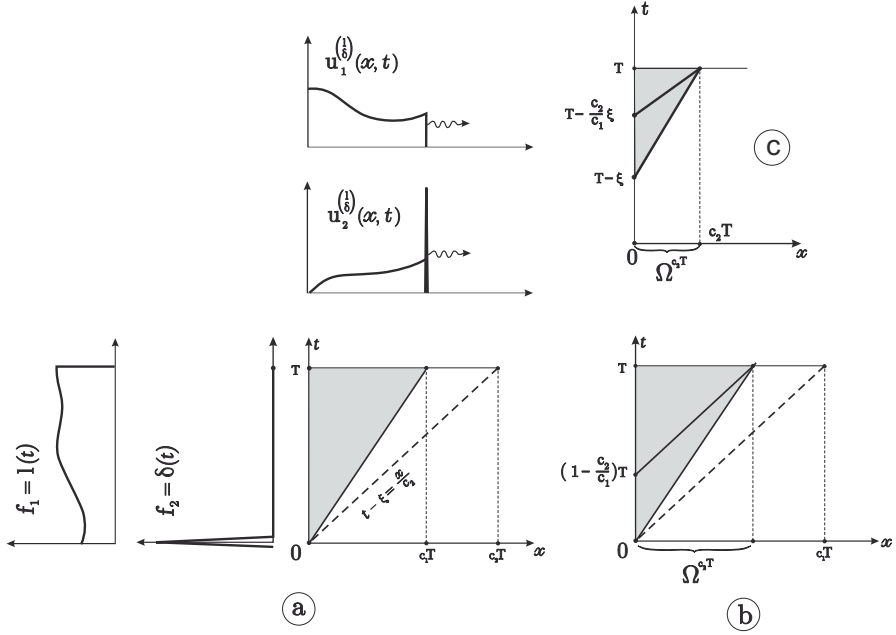 u₁^(1/δ)(x, t)
u₂^(1/δ)(x, t)
f₁ = 1(t)
f₂ = δ(t)
t
T
t − ξ = x/c₂
0
c₁T
c₂T
x
a
t
T
T − c₂/c₁ ξ
T − ξ
c
c₂T
0
x
Ω^c₂T
t
T
(1 − c₂/c₁)T
0
c₁T
x
Ω^c₂T
b